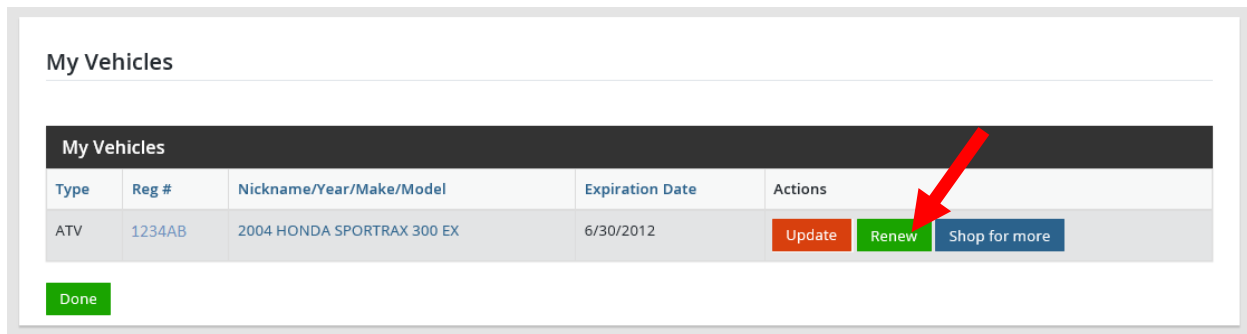 My Vehicles
My Vehicles
Type Reg # Nickname/Year/Make/Model Expiration Date Actions
ATV 1234AB 2004 HONDA SPORTRAX 300 EX 6/30/2012 Update Renew Shop for more
Done